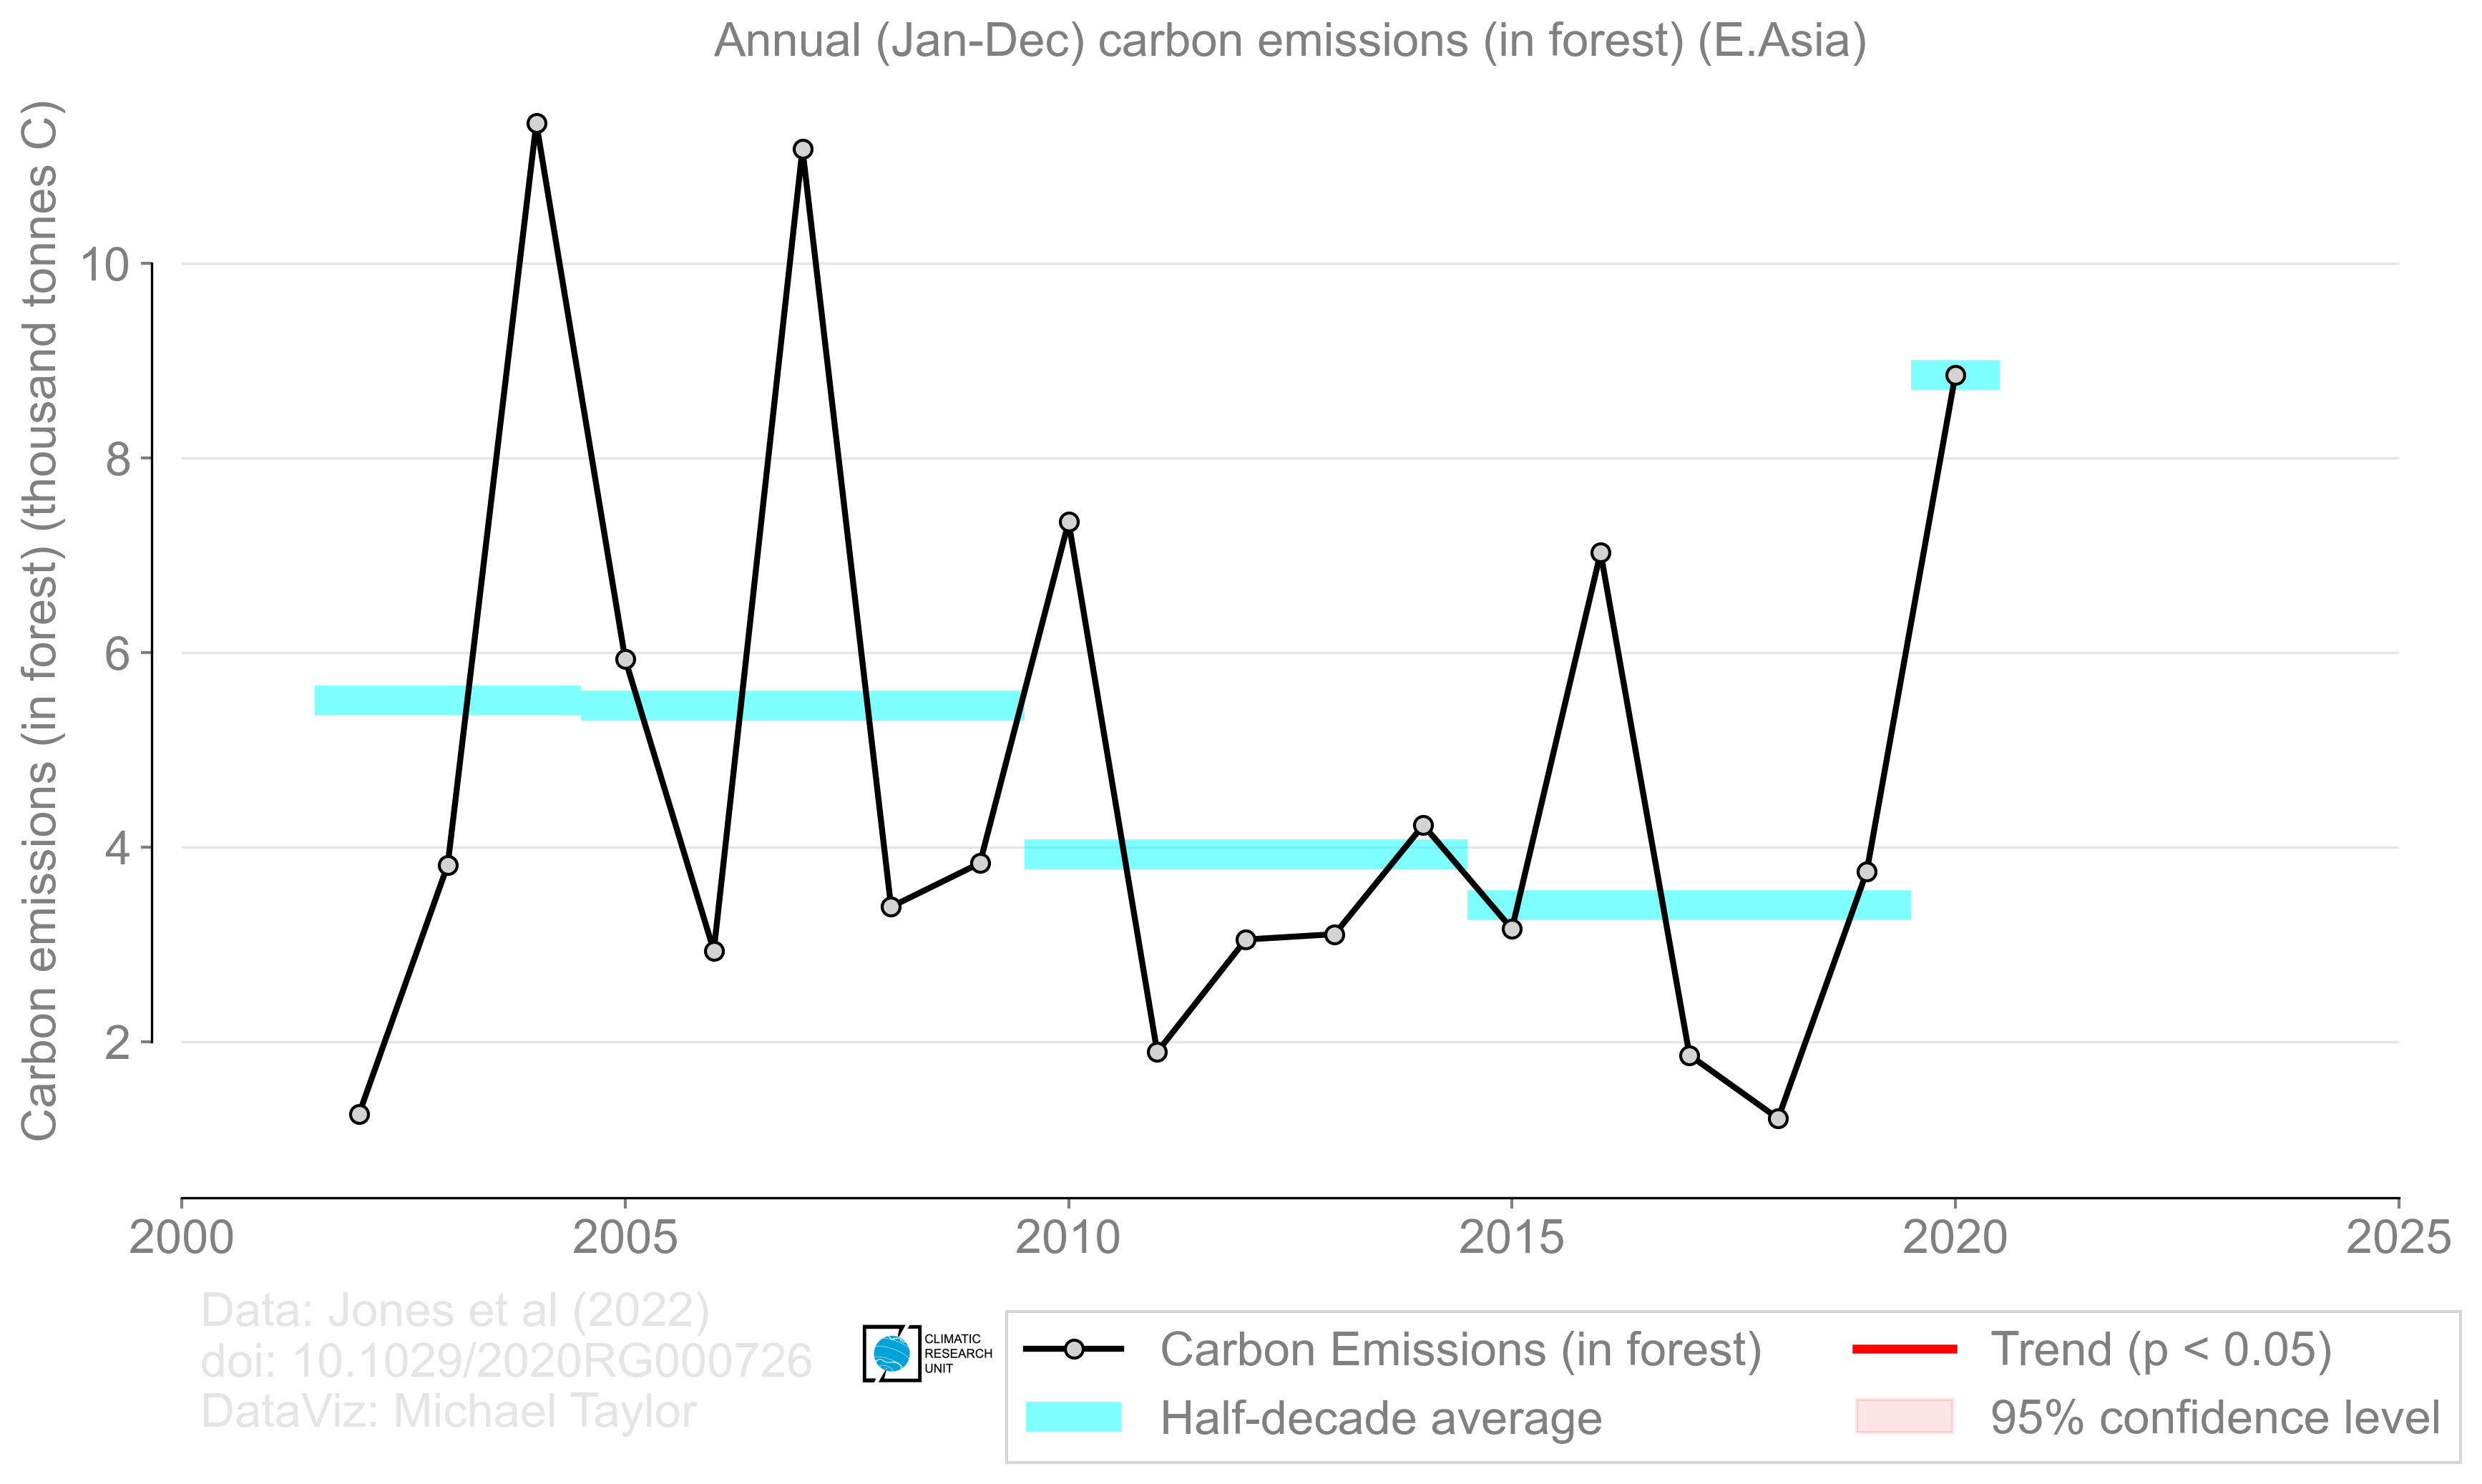 Annual (Jan-Dec) carbon emissions (in forest) (E.Asia)
Carbon emissions (in forest) (thousand tonnes C)
10
8
6
4
2
2000
2005
2010
2015
2020
2025
Data: Jones et al (2022)
doi: 10.1029/2020RG000726
DataViz: Michael Taylor
CLIMATIC
RESEARCH
UNIT
Carbon Emissions (in forest)
Half-decade average
Trend (p < 0.05)
95% confidence level